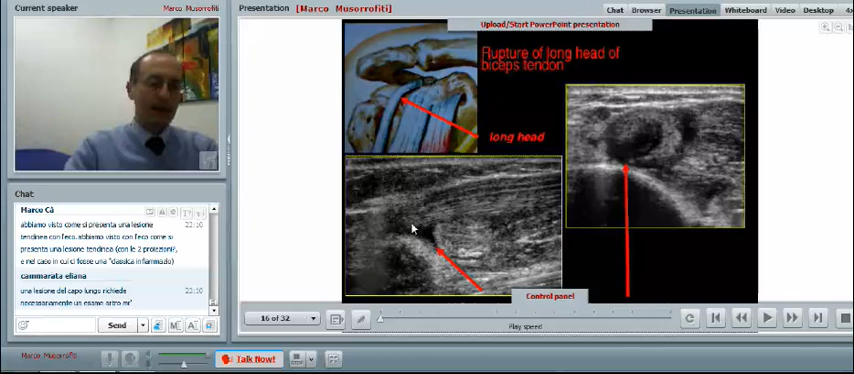 Current speaker
Marco Musorrofiti
Presentation [Marco Musorrofiti]
Chat
Browser
Presentation
Whiteboard
Video
Desktop
4x
Upload/Start PowerPoint presentation
Rupture of long head of
biceps tendon
long head
Chat
Marco Cà
abbiamo visto come si presenta una lesione
22:10
tendinea con l'eco. abbiamo visto con l'eco come si
presenta una lesione tendinea (con le 2 proiezioni?,
e nel caso in cui ci fosse una "classica infiammazio)
cammarata eliana
una lesione del capo lungo richiede
22:10
necessariamente un esame artro mr'
Send
Control panel
16 of 32
Play speed
Marco Musorrofiti
Talk Now!